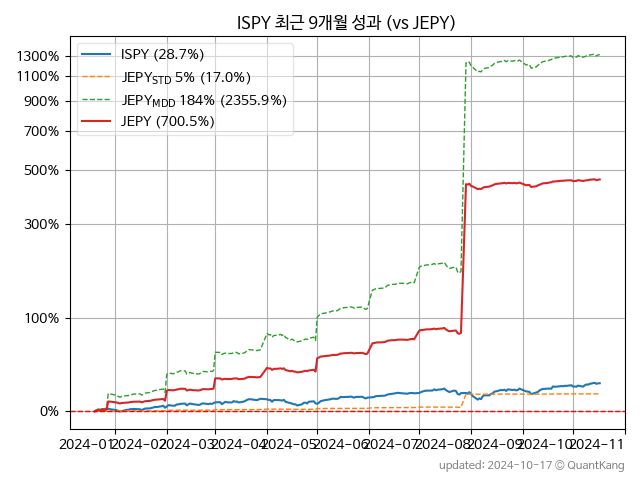 ISPY 최근 9개월 성과 (vs JEPY)
ISPY (28.7%)
JEPY_STD 5% (17.0%)
JEPY_MDD 184% (2355.9%)
JEPY (700.5%)
1300%
1100%
900%
700%
500%
300%
100%
0%
2024-01 2024-02 2024-03 2024-04 2024-05 2024-06 2024-07 2024-08 2024-09 2024-10 2024-11
updated: 2024-10-17 © QuantKang